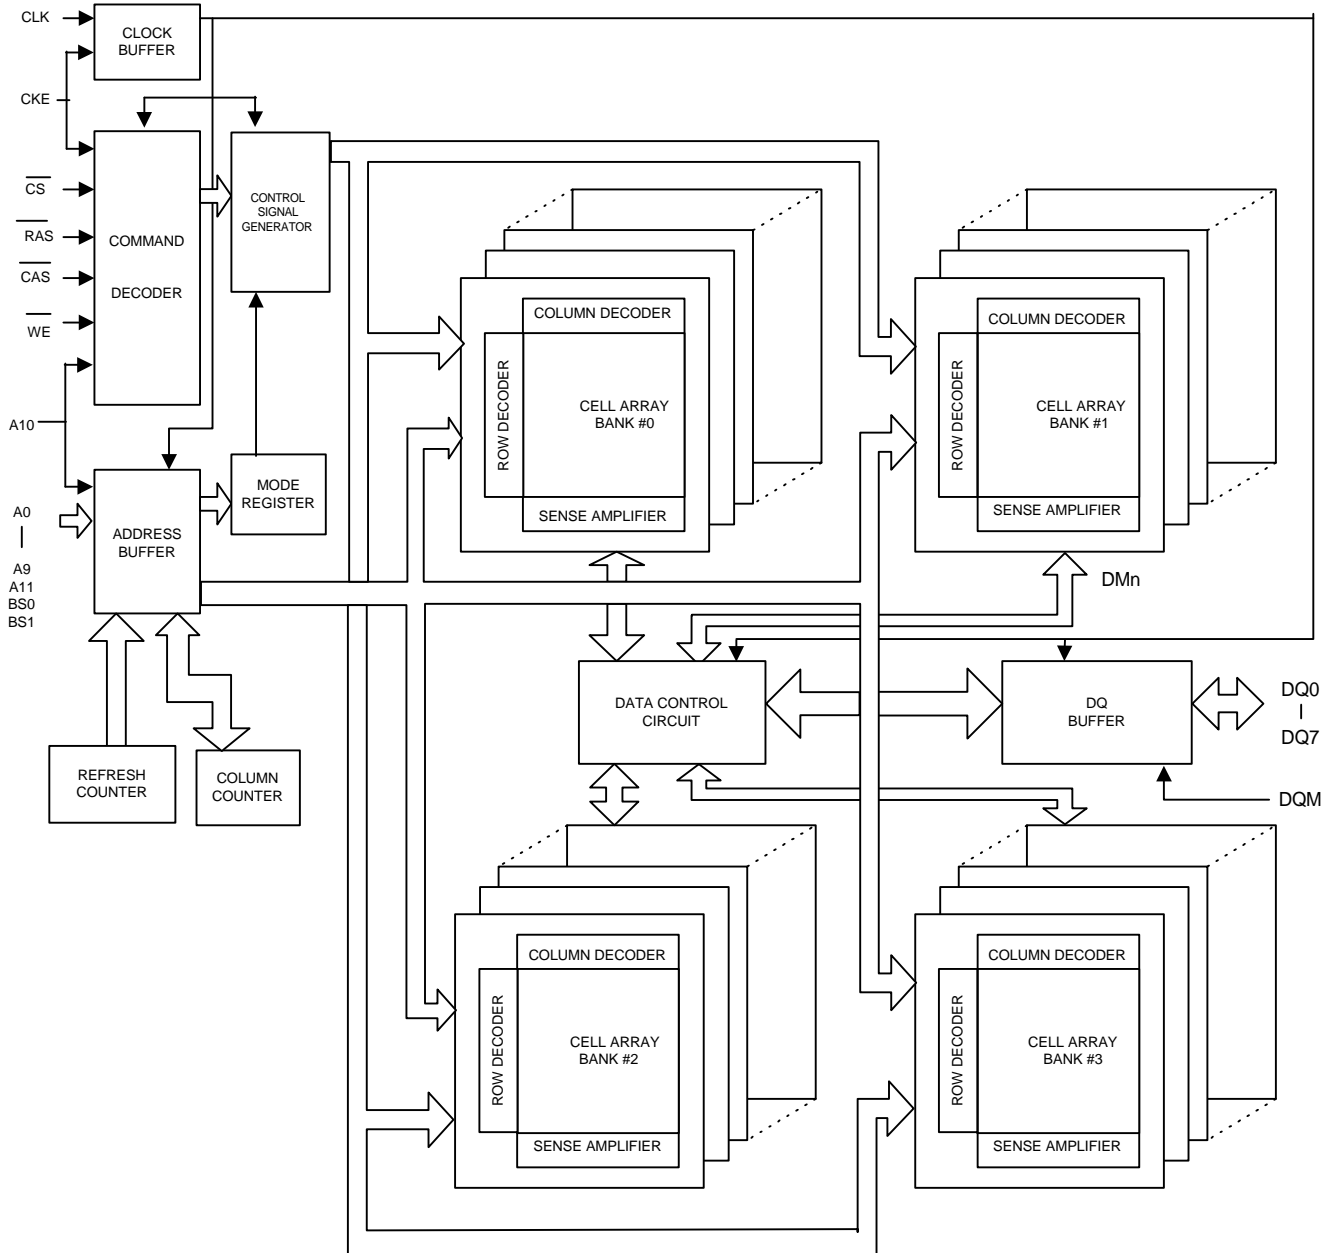 CLK
CLOCK
BUFFER
CKE
CS
RAS
CAS
WE
COMMAND
DECODER
CONTROL
SIGNAL
GENERATOR
A10
MODE
REGISTER
A0
A9
A11
BS0
BS1
ADDRESS
BUFFER
REFRESH
COUNTER
COLUMN
COUNTER
COLUMN DECODER
ROW DECODER
CELL ARRAY
BANK #0
SENSE AMPLIFIER
COLUMN DECODER
ROW DECODER
CELL ARRAY
BANK #1
SENSE AMPLIFIER
DMn
DATA CONTROL
CIRCUIT
DQ
BUFFER
DQ0
DQ7
DQM
COLUMN DECODER
ROW DECODER
CELL ARRAY
BANK #2
SENSE AMPLIFIER
COLUMN DECODER
ROW DECODER
CELL ARRAY
BANK #3
SENSE AMPLIFIER